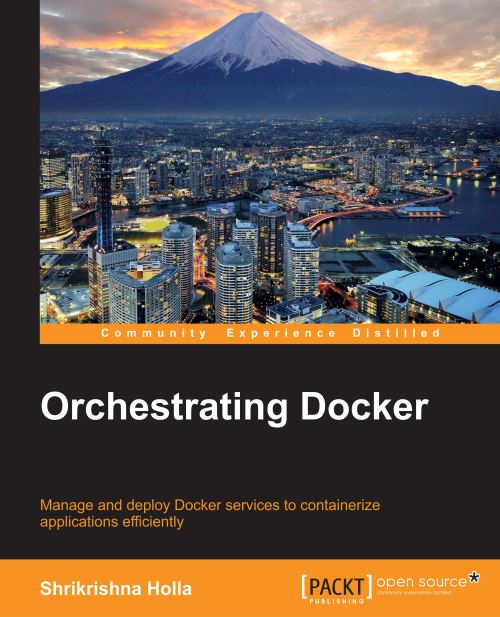 Community Experience Distilled
Orchestrating Docker
Manage and deploy Docker services to containerize
applications efficiently
Shrikrishna Holla
[PACKT] open source*
PUBLISHING community experience distilled